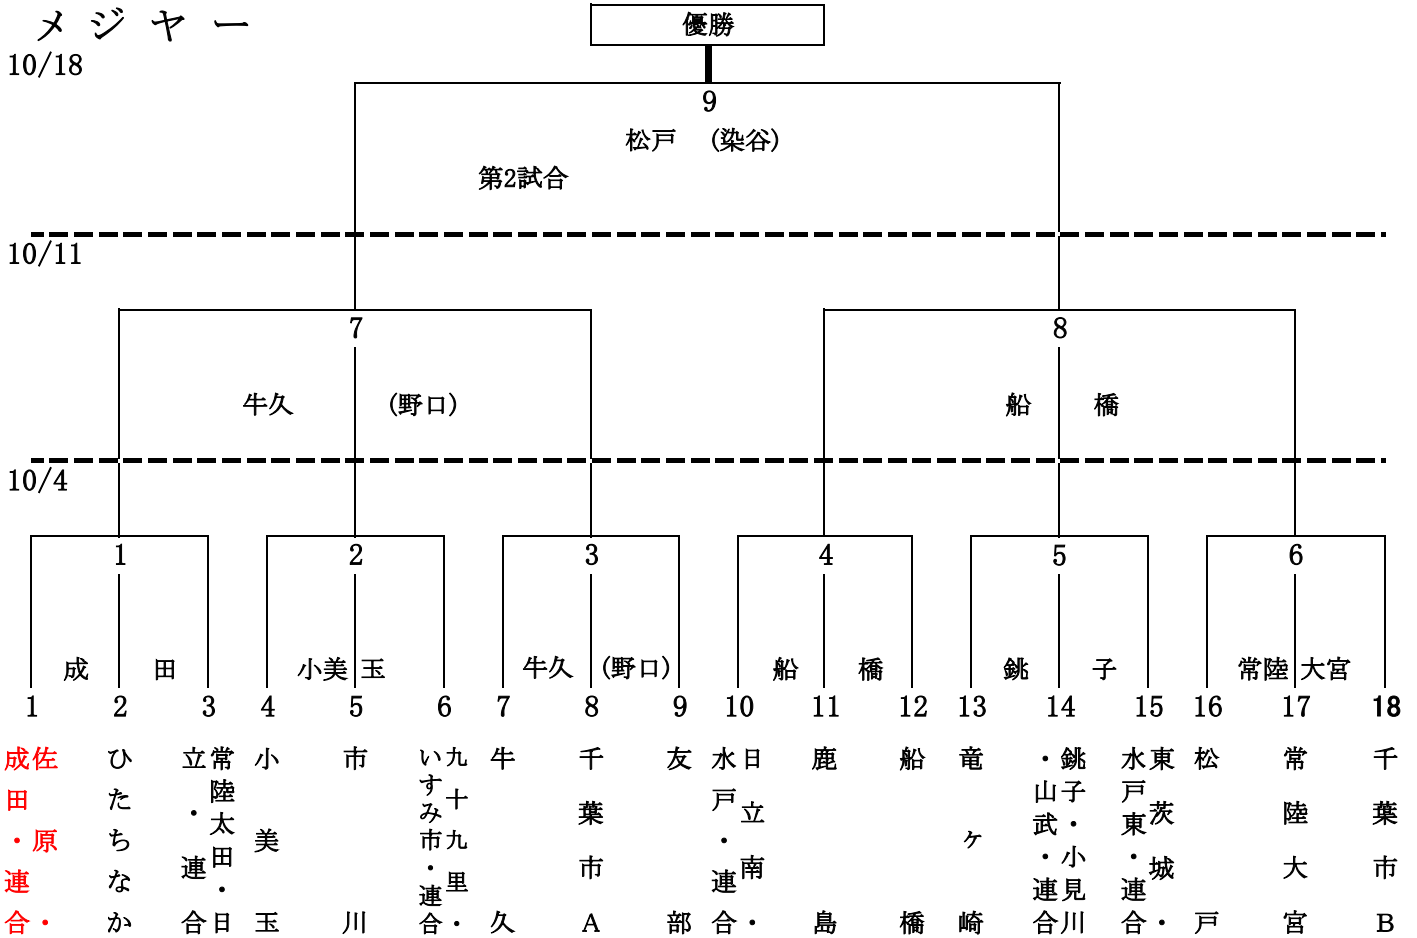 メジャー
優勝
10/18
9
松戸 (染谷)
第2試合
10/11
7
8
牛久 (野口)
船橋
10/4
1
2
3
4
5
6
成田
小美玉
牛久 (野口)
船橋
銚子
常陸大宮
1
2
3
4
5
6
7
8
9
10
11
12
13
14
15
16
17
18
佐原・
成田・連合
ひたちなか
常陸太田・日
立・連合
小美玉
市川
九十九里・
いすみ市・連合
牛久
千葉市A
友部
日立南・
水戸・連合
鹿島
船橋
竜ヶ崎
銚子・小見川
・山武・連合
東茨城・
水戸東・連合
松戸
常陸大宮
千葉市B